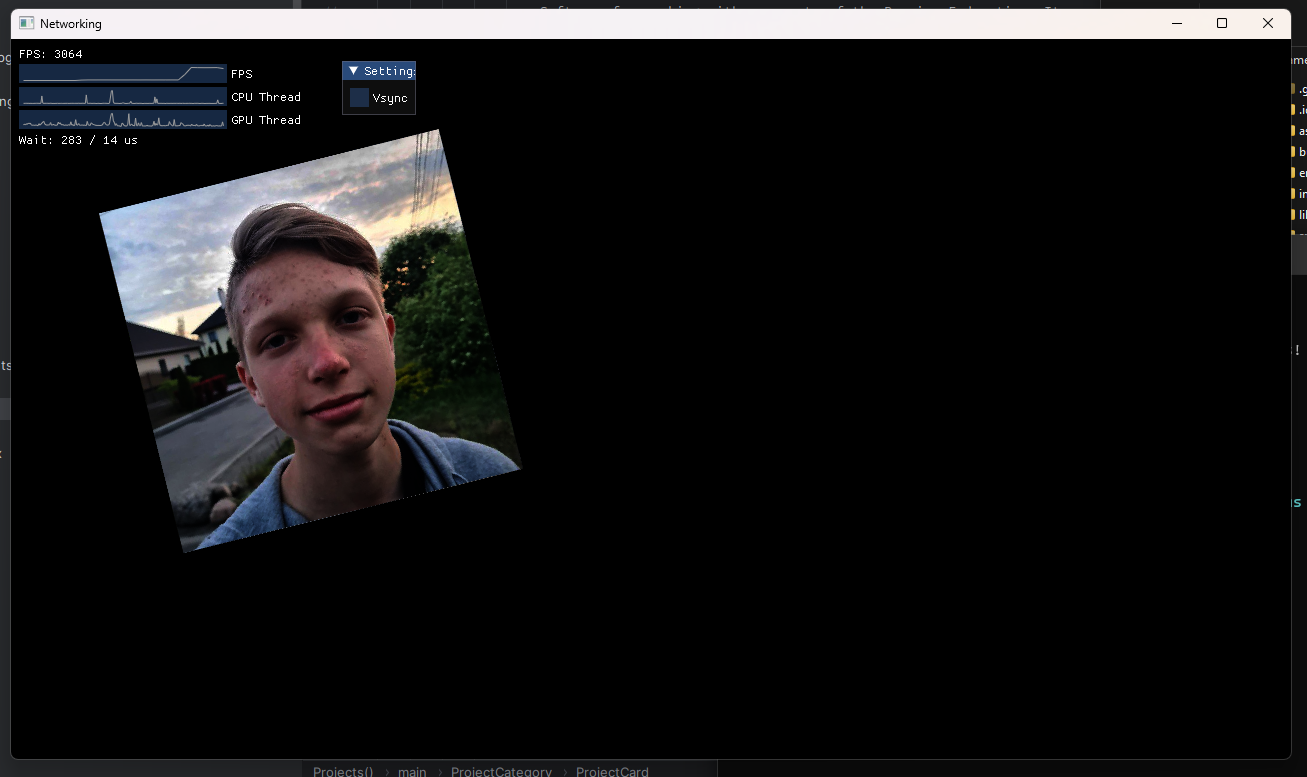 Networking
FPS: 3064
FPS
CPU Thread
GPU Thread
Wait: 283 / 14 us
Setting
Vsync
Projects() › main › ProjectCategory › ProjectCard